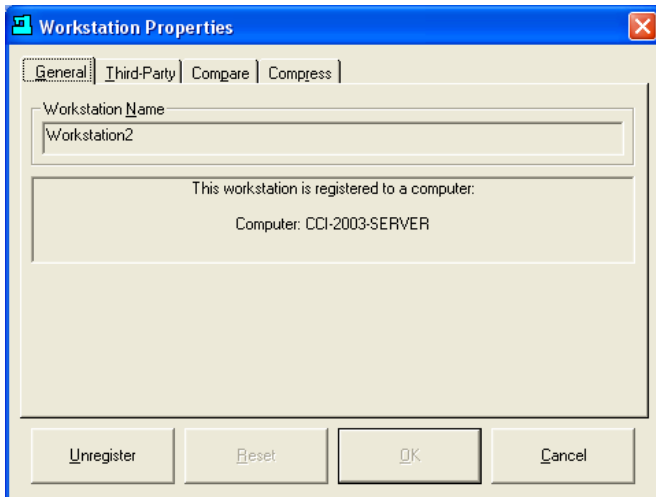 Workstation Properties
General Third-Party Compare Compress
Workstation Name
Workstation2
This workstation is registered to a computer:
Computer: CCI-2003-SERVER
Unregister Reset OK Cancel